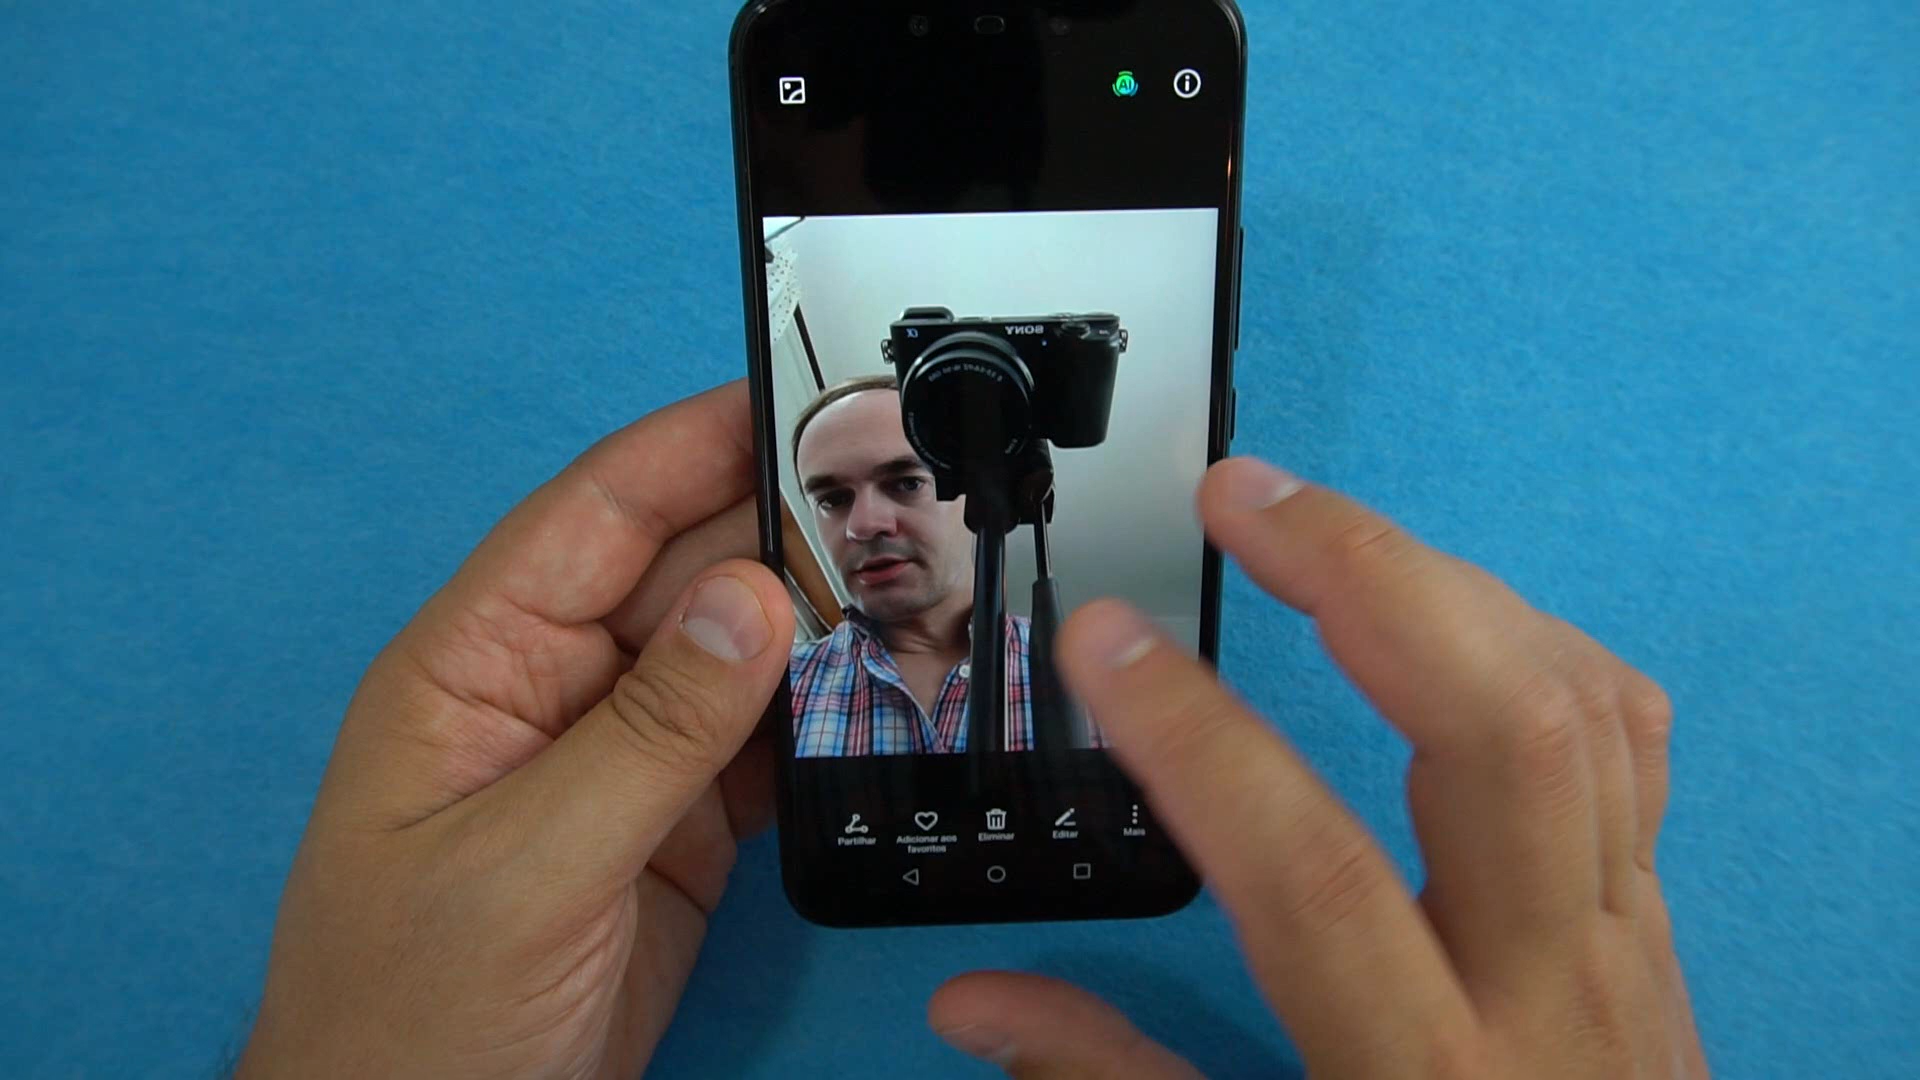 AI
SONY
Partilhar
Adicionar aos
favoritos
Eliminar
Editar
Mais